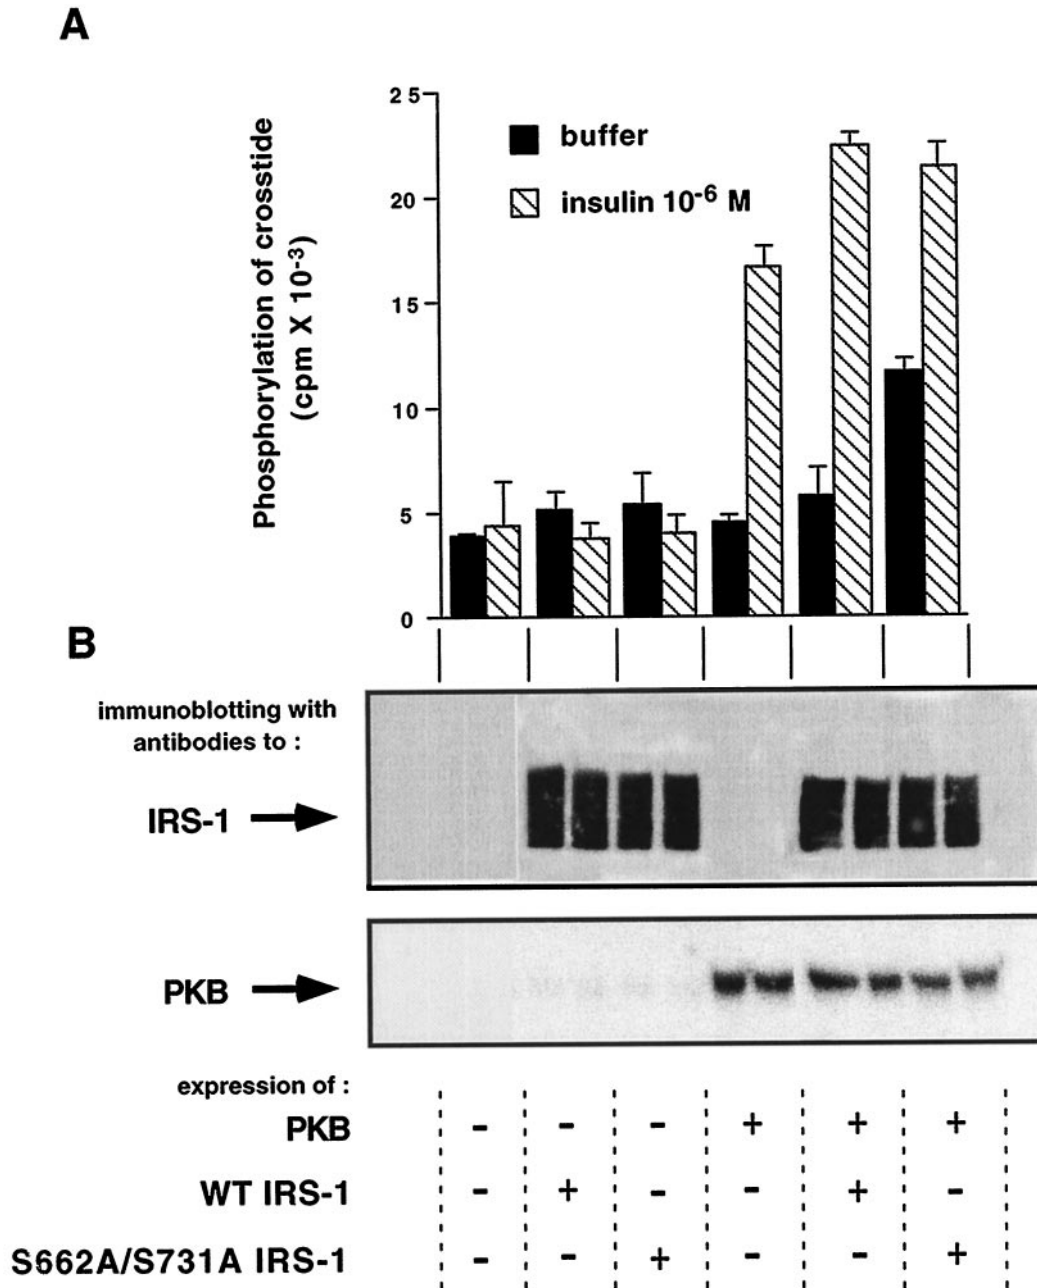 A
Phosphorylation of crosstide
(cpm X 10-3)
25
20
15
10
5
0
buffer
insulin 10-6 M
B
immunoblotting with
antibodies to :
IRS-1
PKB
expression of :
PKB - - - + + +
WT IRS-1 - + - - + -
S662A/S731A IRS-1 - - + - - +